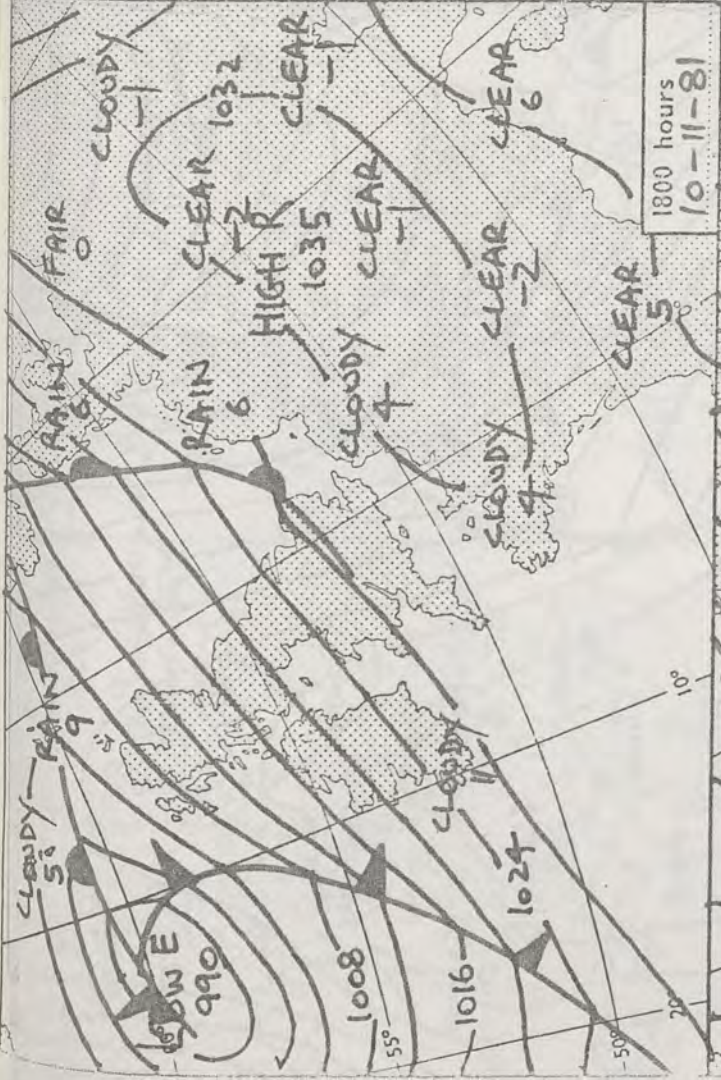 CLOUDY
5
RAIN
9
RAIN
6
FAIR
0
CLOUDY
-1
LOW E
990
RAIN
6
CLEAR
-2
1032
HIGH R
1035
CLEAR
-1
1008
CLOUDY
4
CLEAR
-1
55°
CLOUDY
11
1016
CLOUDY
4
CLEAR
-2
CLEAR
6
1024
50°
CLEAR
5
20°
10°
1800 hours
10-11-81